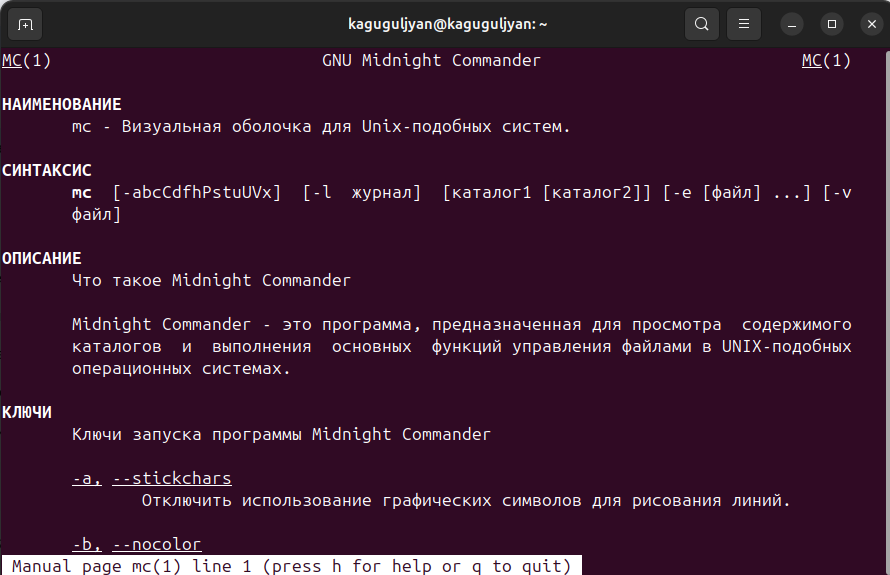 kaguguljyan@kaguguljyan: ~
MC(1) GNU Midnight Commander MC(1)
НАИМЕНОВАНИЕ
mc - Визуальная оболочка для Unix-подобных систем.
СИНТАКСИС
mc [-abcCdfhPstuUVx] [-l журнал] [каталог1 [каталог2]] [-e [файл] ...] [-v
файл]
ОПИСАНИЕ
Что такое Midnight Commander
Midnight Commander - это программа, предназначенная для просмотра содержимого
каталогов и выполнения основных функций управления файлами в UNIX-подобных
операционных системах.
КЛЮЧИ
Ключи запуска программы Midnight Commander
-a, --stickchars
Отключить использование графических символов для рисования линий.
-b, --nocolor
Manual page mc(1) line 1 (press h for help or q to quit)